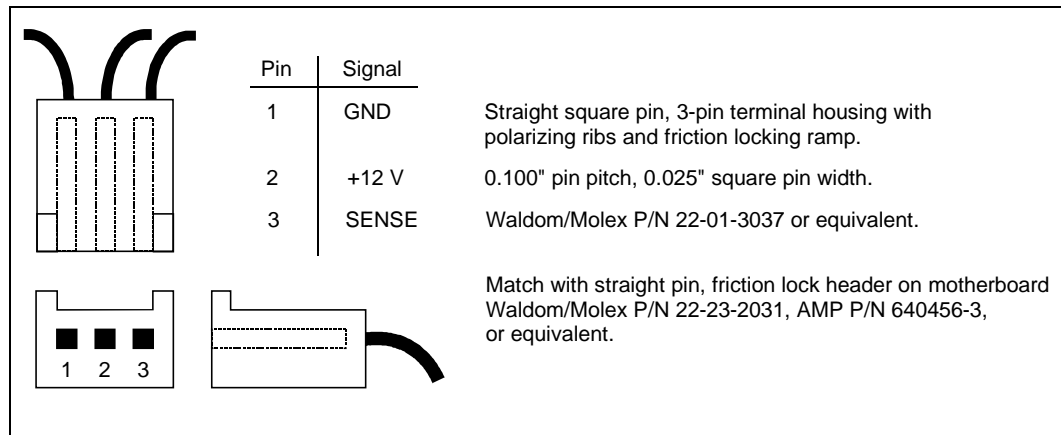 Pin Signal
1 GND Straight square pin, 3-pin terminal housing with
polarizing ribs and friction locking ramp.
2 +12 V 0.100" pin pitch, 0.025" square pin width.
3 SENSE Waldom/Molex P/N 22-01-3037 or equivalent.
Match with straight pin, friction lock header on motherboard
Waldom/Molex P/N 22-23-2031, AMP P/N 640456-3,
or equivalent.
1 2 3